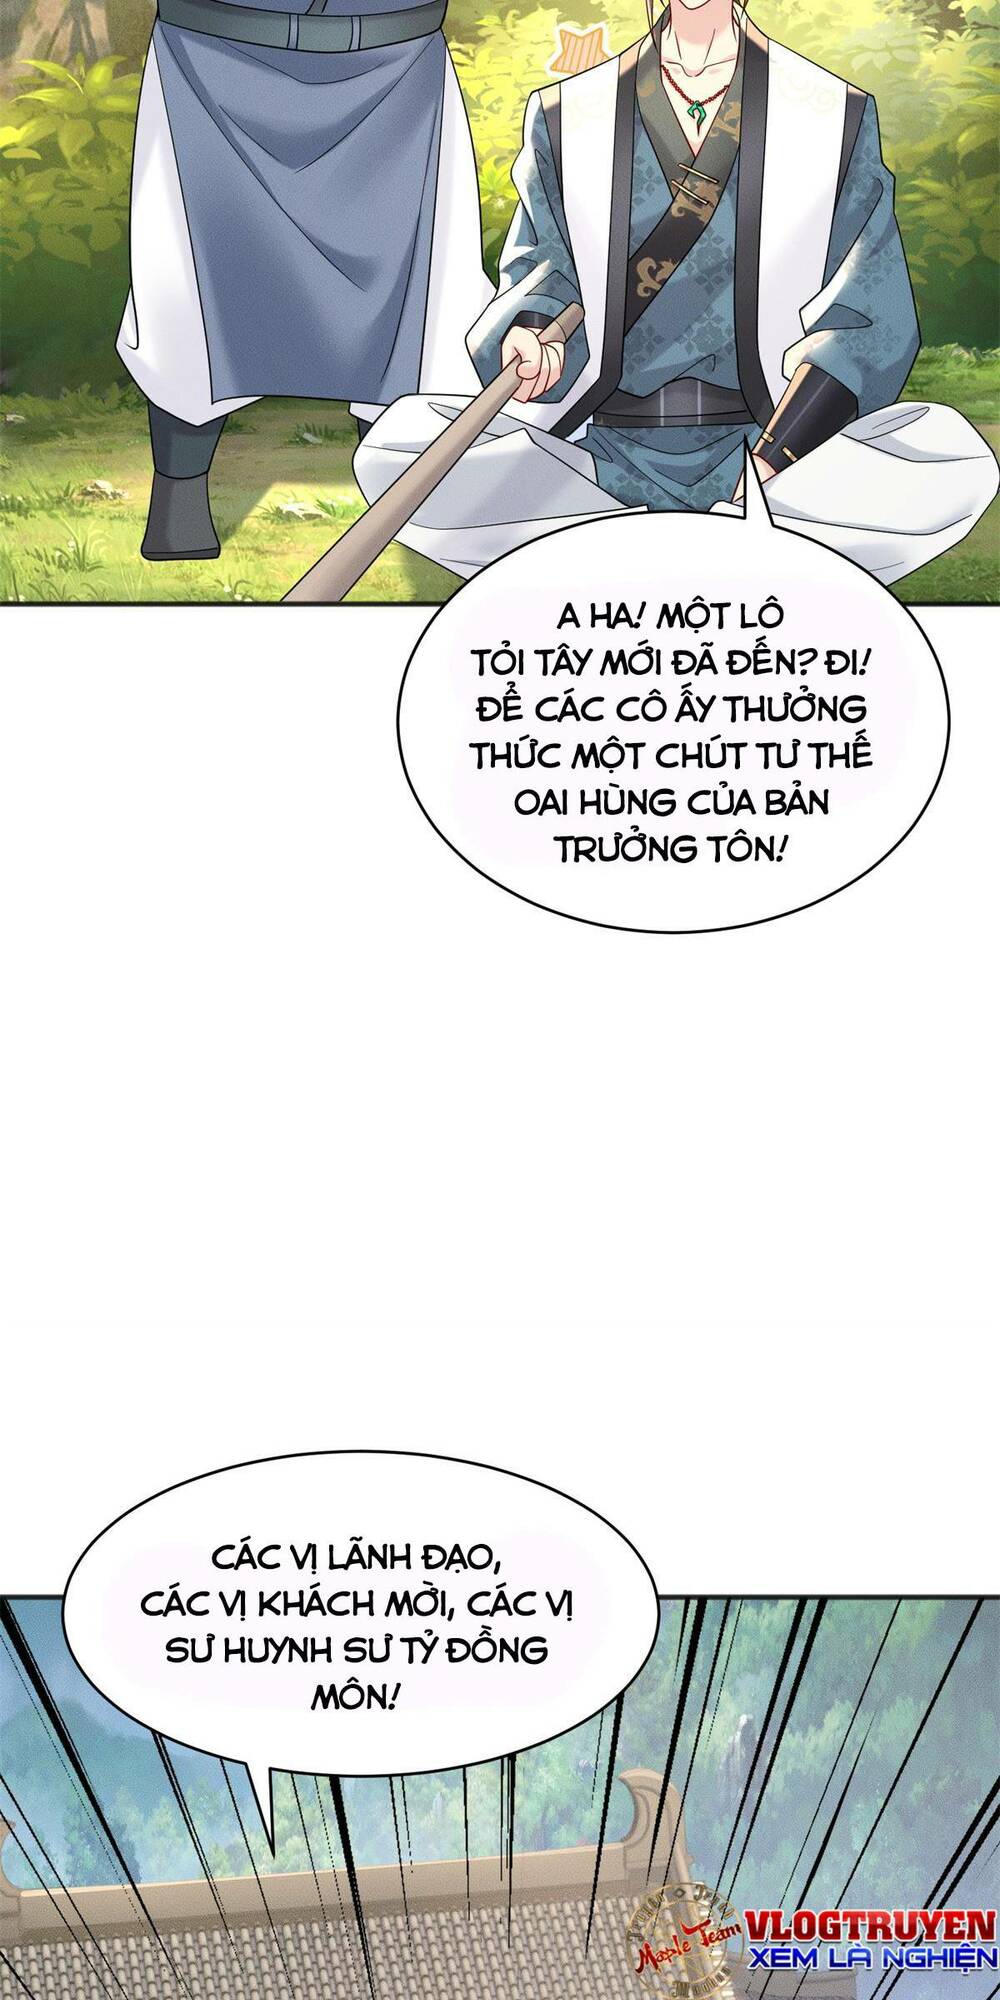 A HA! MỘT LÔ
TỎI TÂY MỚI ĐÃ ĐẾN? ĐI!
ĐỂ CÁC CÔ ẤY THƯỞNG
THỨC MỘT CHÚT TƯ THẾ
OAI HÙNG CỦA BẢN
TRƯỞNG TÔN!
CÁC VỊ LÃNH ĐẠO,
CÁC VỊ KHÁCH MỜI, CÁC VỊ
SƯ HUYNH SƯ TỶ ĐỒNG
MÔN!
Maple Team
VLOGTRUYEN
XEM LÀ NGHIỆN